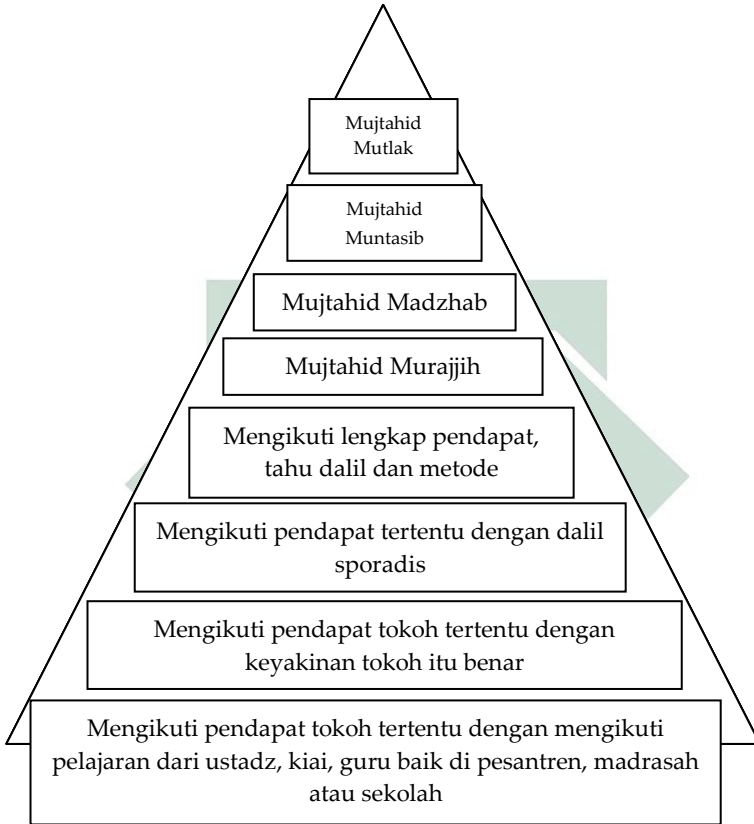 Mujtahid
Mutlak
Mujtahid
Muntasib
Mujtahid Madzhab
Mujtahid Murajjih
Mengikuti lengkap pendapat,
tahu dalil dan metode
Mengikuti pendapat tertentu dengan dalil
sporadis
Mengikuti pendapat tokoh tertentu dengan
keyakinan tokoh itu benar
Mengikuti pendapat tokoh tertentu dengan mengikuti
pelajaran dari ustadz, kiai, guru baik di pesantren, madrasah
atau sekolah